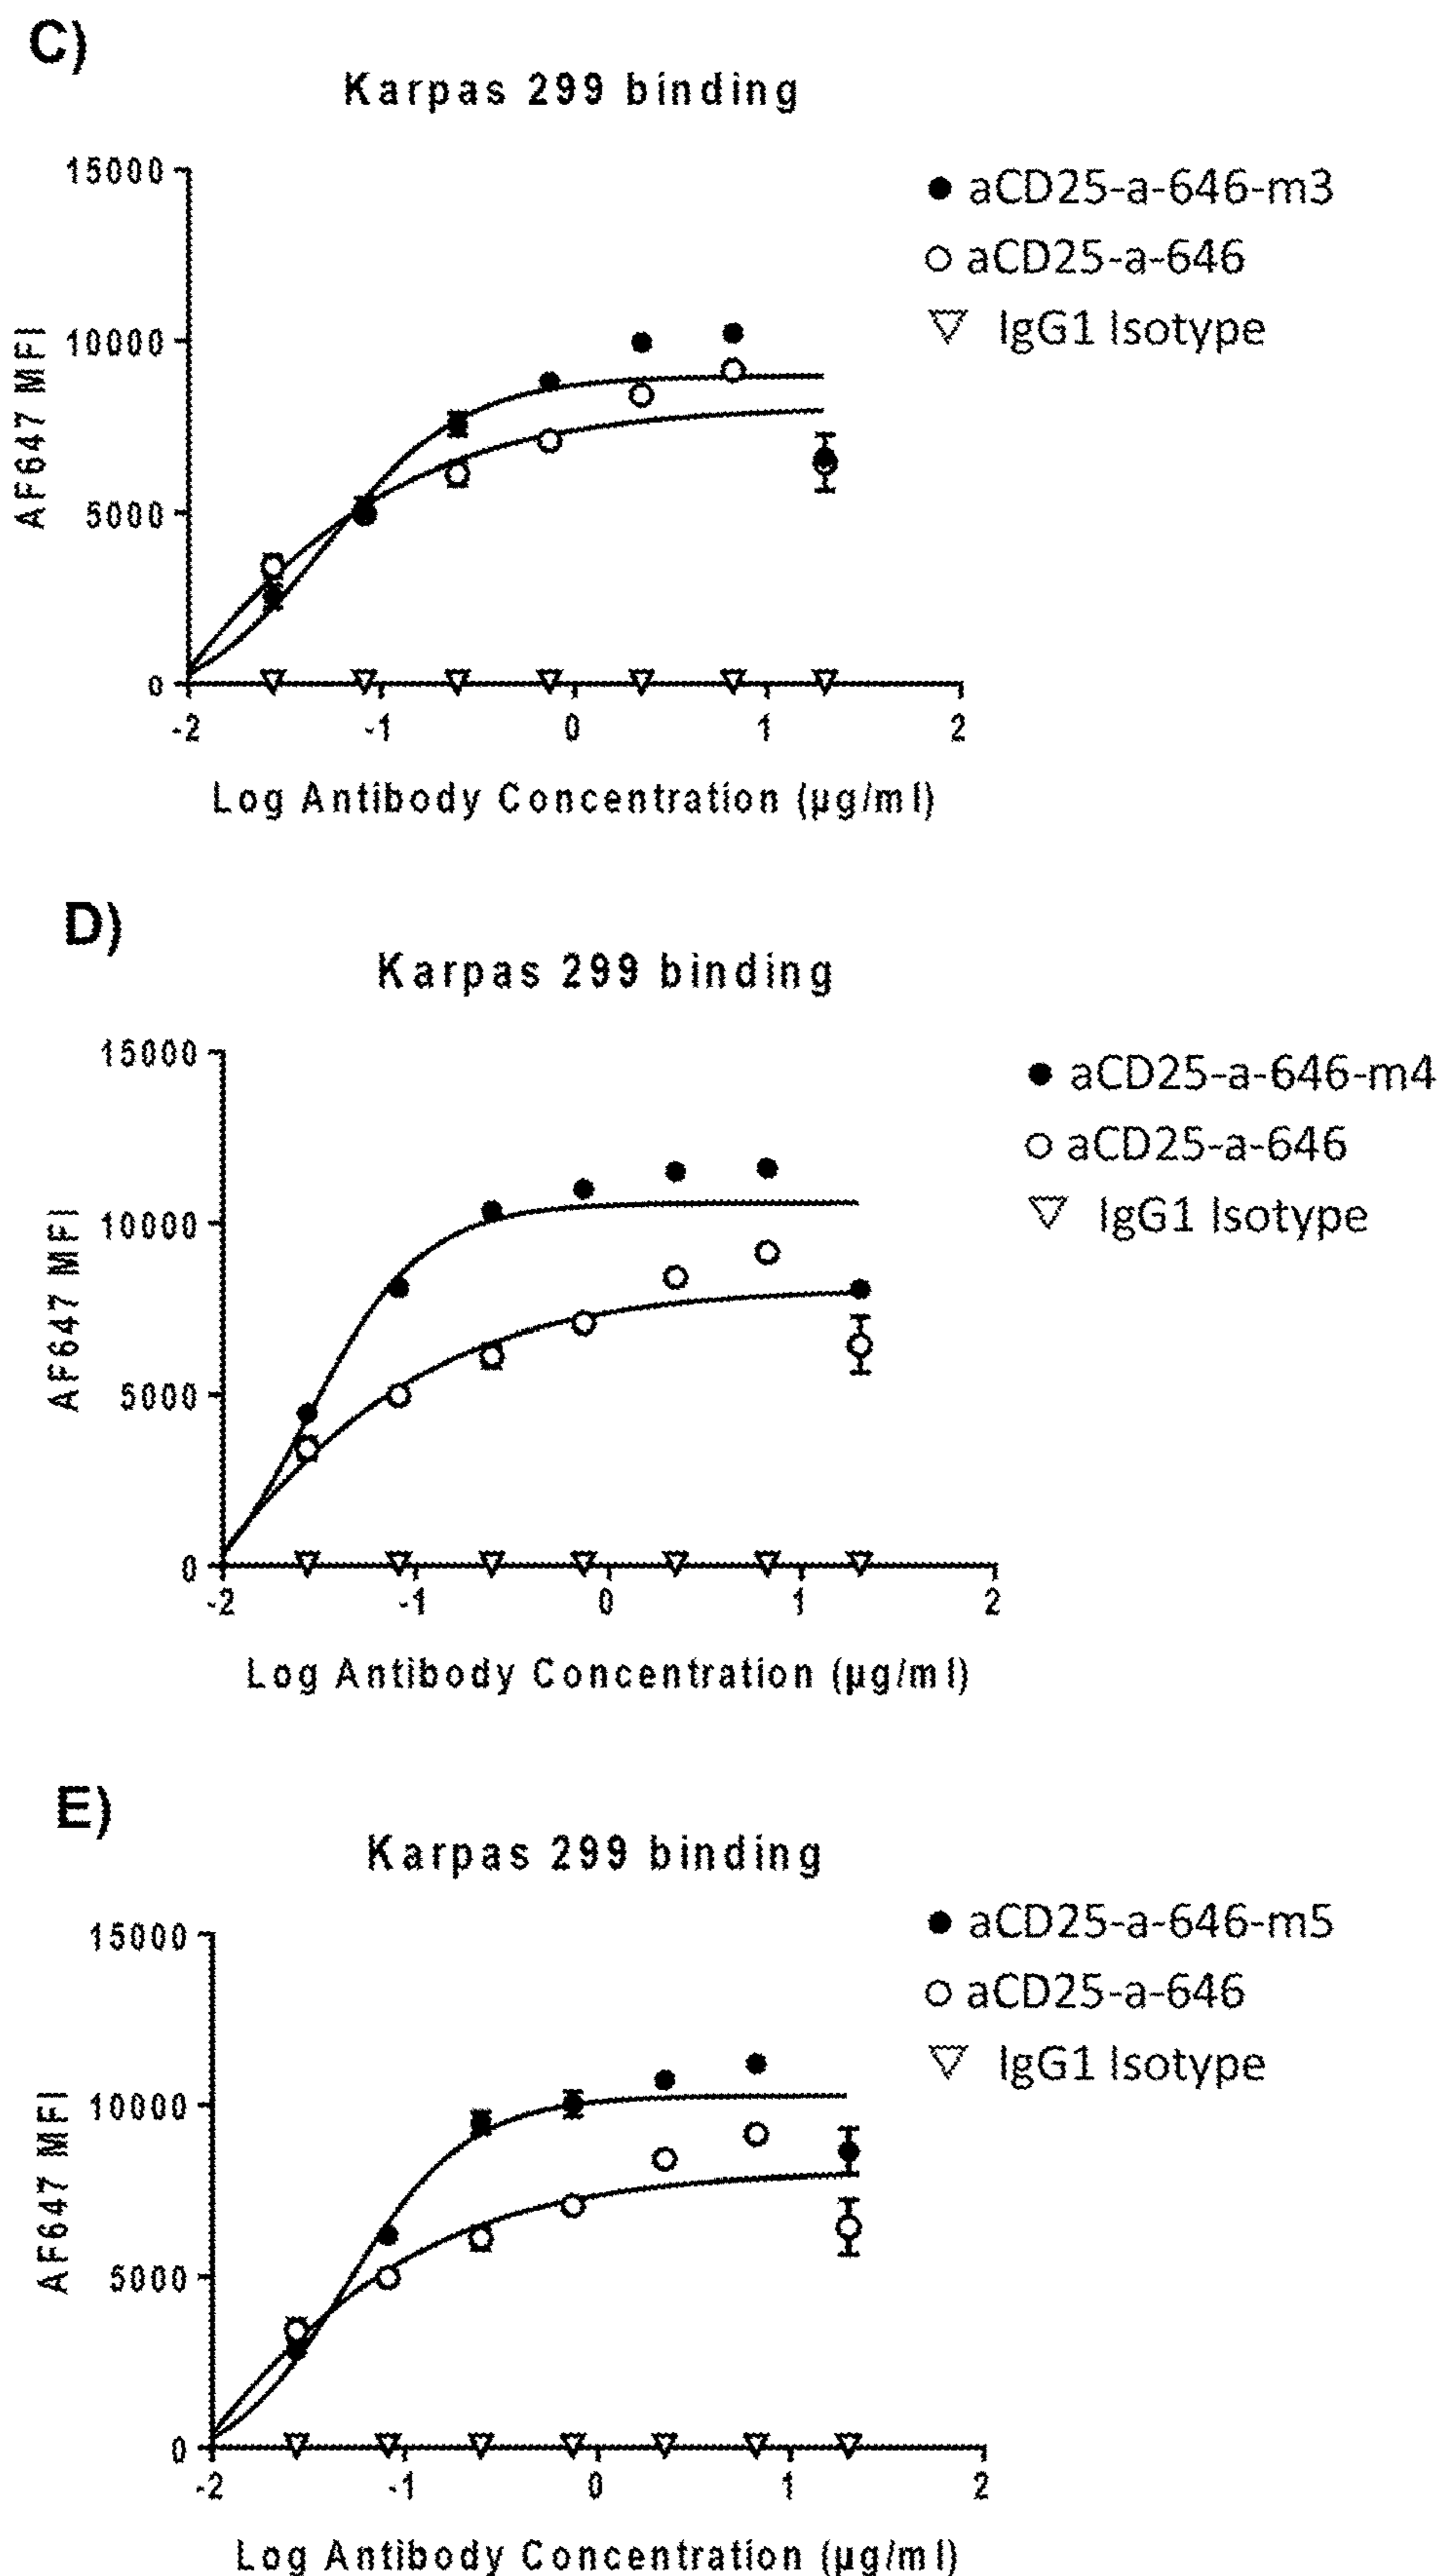 C)
Karpas 299 binding
15000
10000
5000
0
AF647 MFI
-2 -1 0 1 2
Log Antibody Concentration (µg/ml)
aCD25-a-646-m3
aCD25-a-646
IgG1 Isotype
D)
Karpas 299 binding
15000
10000
5000
0
AF647 MFI
-2 -1 0 1 2
Log Antibody Concentration (µg/ml)
aCD25-a-646-m4
aCD25-a-646
IgG1 Isotype
E)
Karpas 299 binding
15000
10000
5000
0
AF647 MFI
-2 -1 0 1 2
Log Antibody Concentration (µg/ml)
aCD25-a-646-m5
aCD25-a-646
IgG1 Isotype